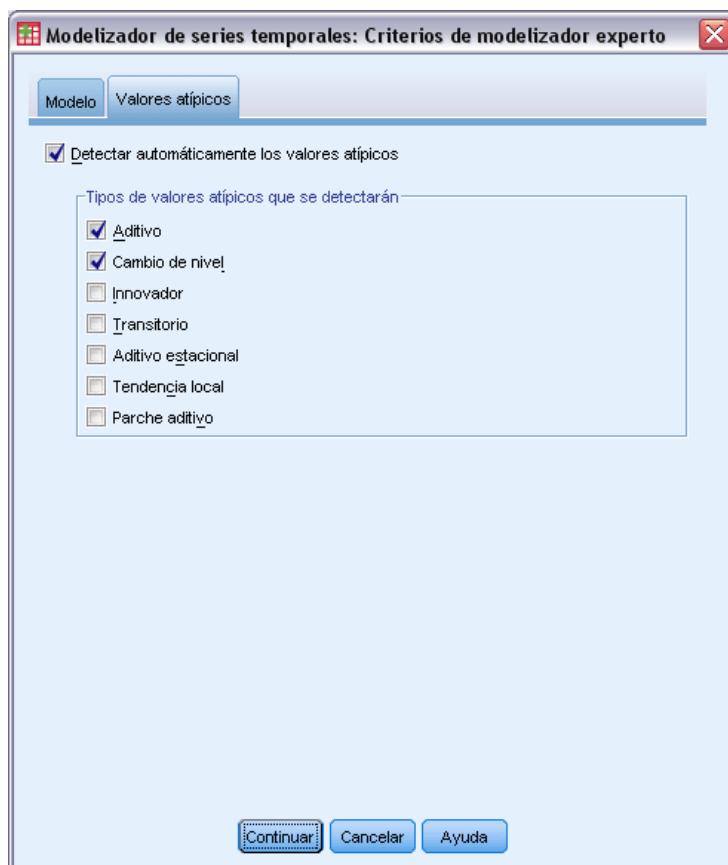 Modelizador de series temporales: Criterios de modelizador experto
Modelo
Valores atípicos
Detectar automáticamente los valores atípicos
Tipos de valores atípicos que se detectarán
Aditivo
Cambio de nivel
Innovador
Transitorio
Aditivo estacional
Tendencia local
Parche aditivo
Continuar
Cancelar
Ayuda